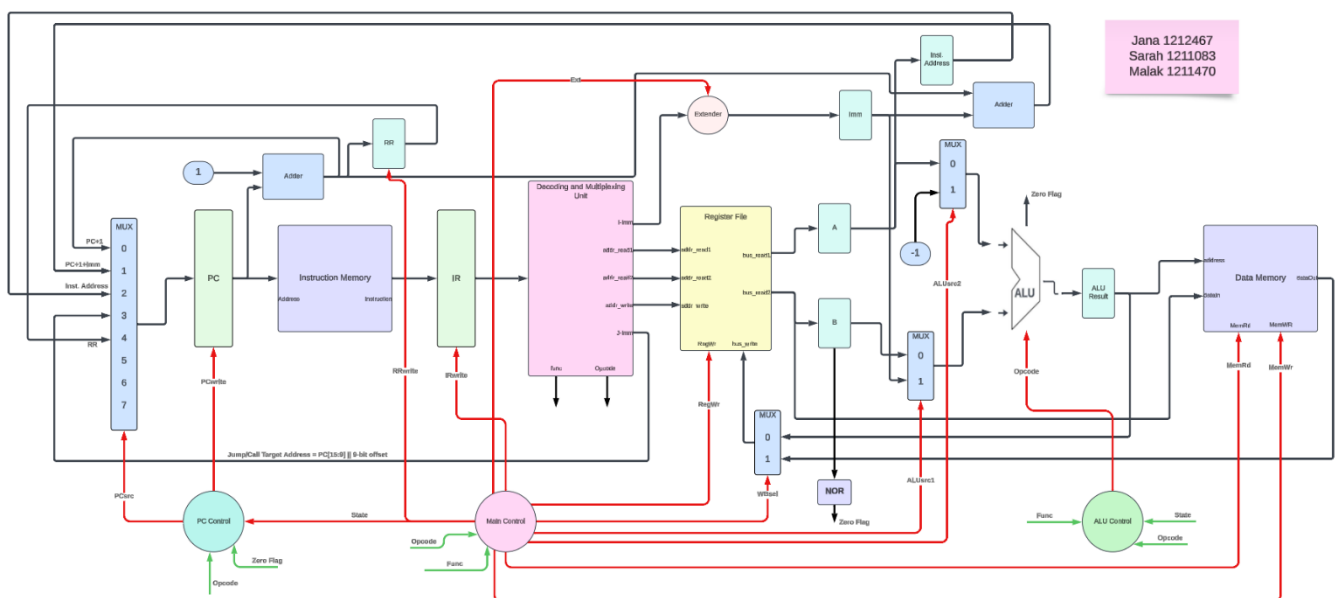 Jana 1212467
Sarah 1211083
Malak 1211470
Inst.
Address
Ext
Extender
Imm
Adder
RR
1
Adder
MUX
0
1
-1
ALUsrc2
Zero Flag
Decoding and Multiplexing
Unit
I-Imm
addr_read1
addr_write
J-Imm
Func
Opcode
Register File
addr_read1
addr_read2
addr_write
bus_read1
bus_read2
RegWr
bus_write
A
B
MUX
0
1
2
3
4
5
6
7
PC+1
PC+1+Imm
Inst. Address
RR
PC
Instruction Memory
Address
Instruction
IR
PCwrite
RRwrite
IRwrite
MUX
0
1
ALUsrc1
ALU
ALU
Result
Opcode
Data Memory
address
dataOut
MemRd
MemWR
MemRd
MemWr
RegWr
MUX
0
1
WBsel
NOR
Zero Flag
Jump/Call Target Address = PC[15:9] || 9-bit offset
PCsrc
PC Control
State
Zero Flag
Opcode
Main Control
Opcode
Func
ALU Control
Func
State
Opcode